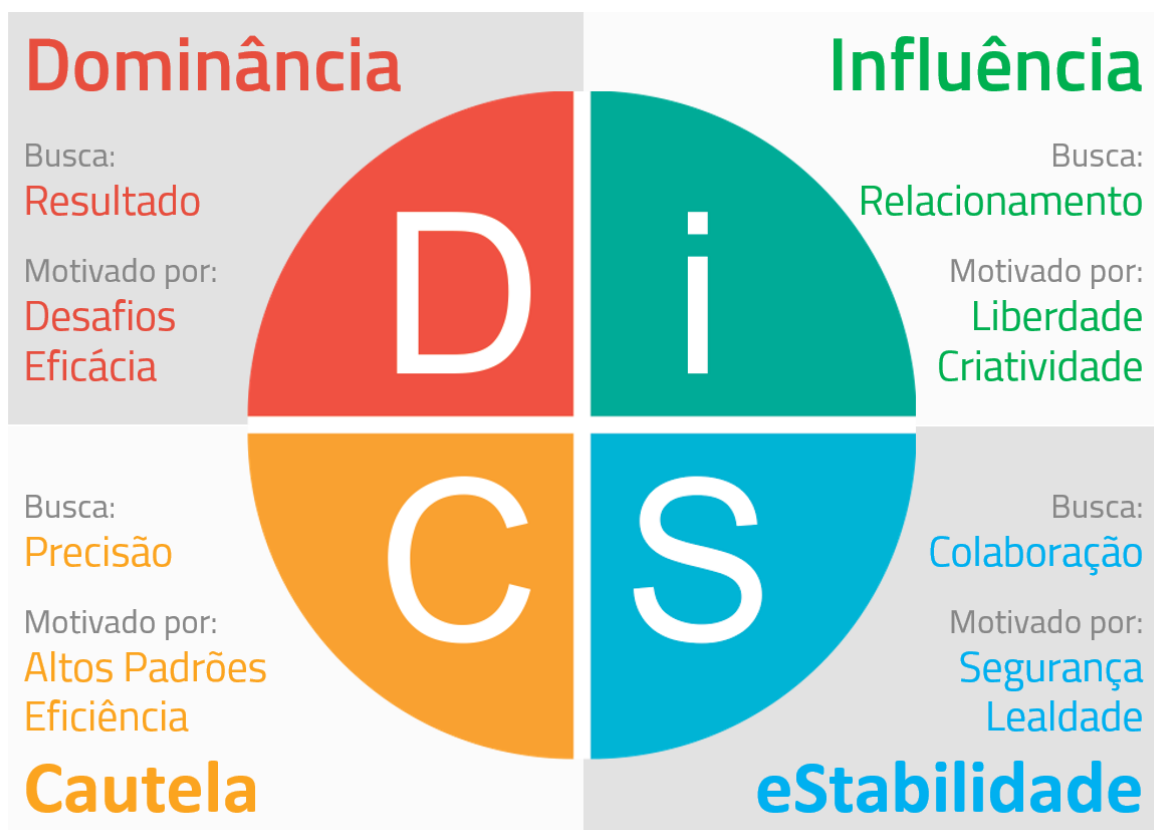 Dominância
Busca:
Resultado
Motivado por:
Desafios
Eficácia
Influência
Busca:
Relacionamento
Motivado por:
Liberdade
Criatividade
D
i
C
S
Busca:
Precisão
Motivado por:
Altos Padrões
Eficiência
Cautela
Busca:
Colaboração
Motivado por:
Segurança
Lealdade
eStabilidade